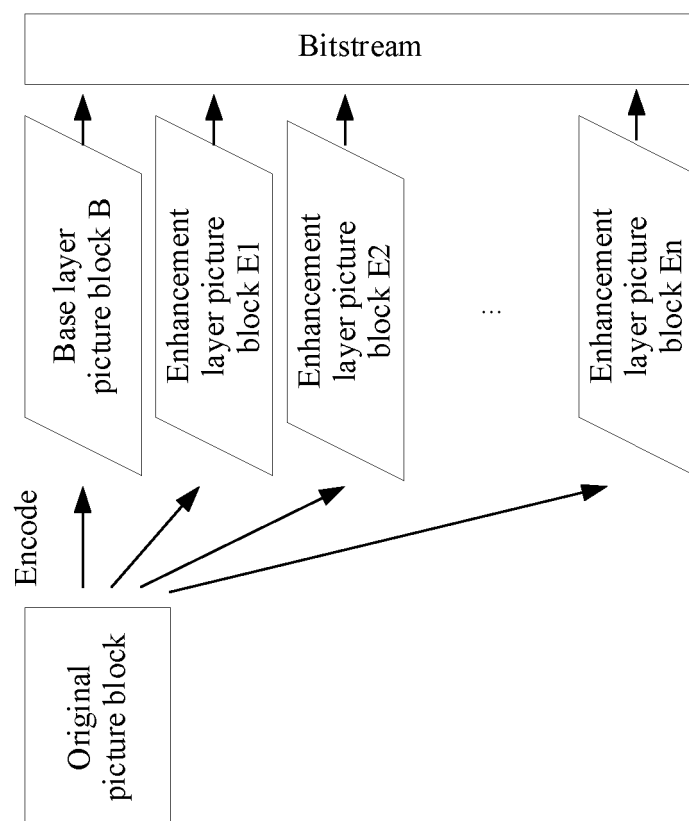 Bitstream
Base layer
picture block B
Enhancement
layer picture
block E1
Enhancement
layer picture
block E2
...
Enhancement
layer picture
block En
Encode
Original
picture block